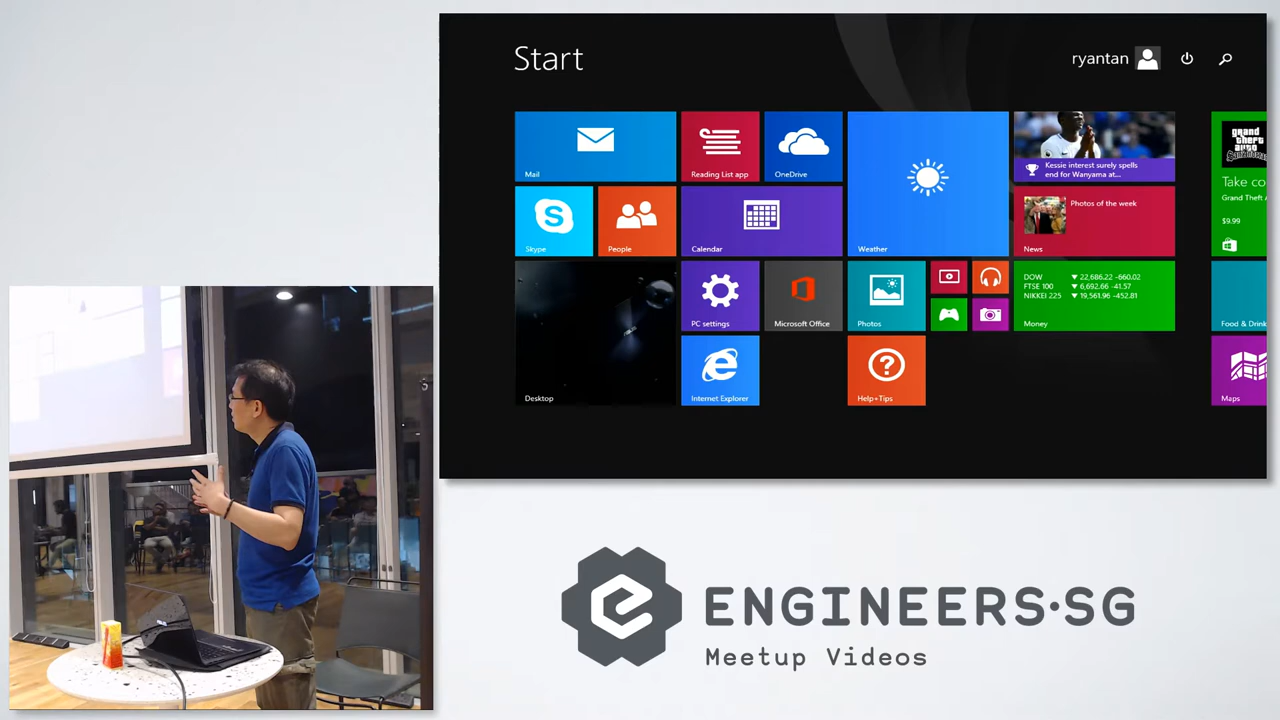 Start
ryantan
Mail
Reading List app
OneDrive
Kessie interest surely spells
end for Wanyama at...
Skype
People
Calendar
Weather
Photos of the week
News
Desktop
PC settings
Microsoft Office
Photos
DOW ▼ 22,686.22 -660.02
FTSE 100 ▼ 6,692.66 -41.57
NIKKEI 225 ▼ 19,561.96 -452.81
Money
Internet Explorer
Help+Tips
grand
theft
auto
Take co
Grand Theft A
$9.99
Food & Drink
Maps
ENGINEERS·SG
Meetup Videos